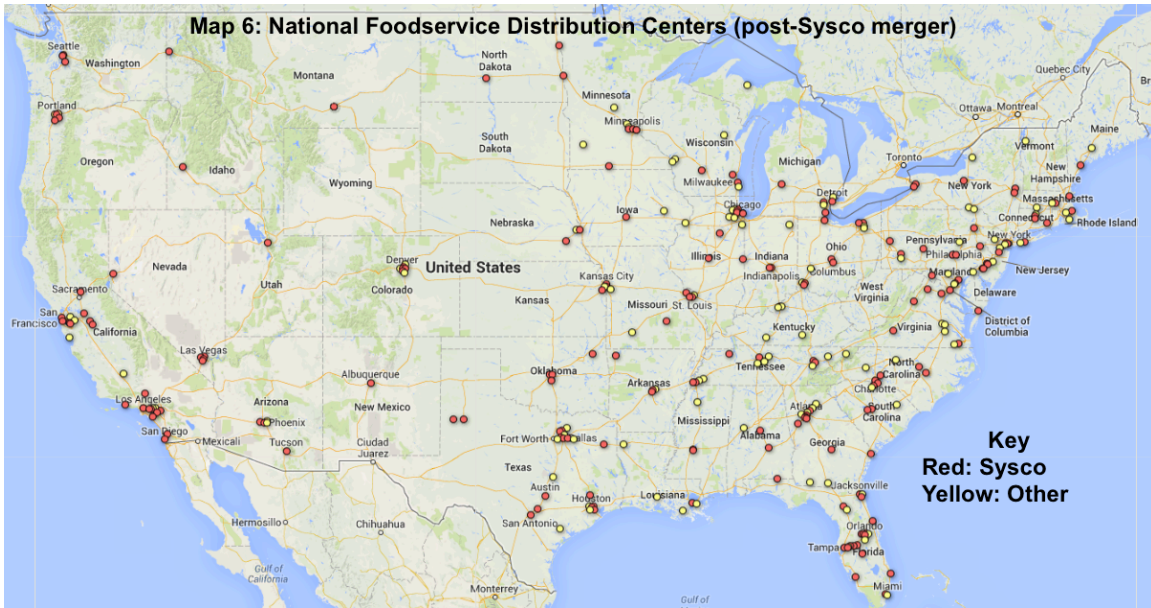 Map 6: National Foodservice Distribution Centers (post-Sysco merger)
Seattle
Washington
Montana
North
Dakota
Minnesota
Quebec City
Ottawa
Montreal
Portland
Minneapolis
Maine
Vermont
Oregon
Idaho
South
Dakota
Wisconsin
Michigan
Toronto
New
Hampshire
Wyoming
Milwaukee
Detroit
New York
Massachusetts
Iowa
Chicago
Connecticut
Rhode Island
Nebraska
New York
Nevada
Utah
Denver
Colorado
United States
Illinois
Indiana
Indianapolis
Ohio
Columbus
Pennsylvania
Philadelphia
Maryland
New Jersey
Sacramento
Kansas City
Kansas
Missouri
St. Louis
West
Virginia
Delaware
San
Francisco
California
Kentucky
Virginia
District of
Columbia
Las Vegas
Tennessee
North
Carolina
Charlotte
Albuquerque
Oklahoma
Arkansas
Los Angeles
Arizona
Phoenix
New Mexico
Mississippi
Atlanta
South
Carolina
San Diego
Mexicali
Tucson
Ciudad
Juarez
Fort Worth
Dallas
Alabama
Georgia
Key
Red: Sysco
Yellow: Other
Texas
Austin
Houston
Louisiana
Jacksonville
San Antonio
Hermosillo
Chihuahua
Orlando
Tampa
Florida
Gulf of
California
Monterrey
Miami
Gulf of